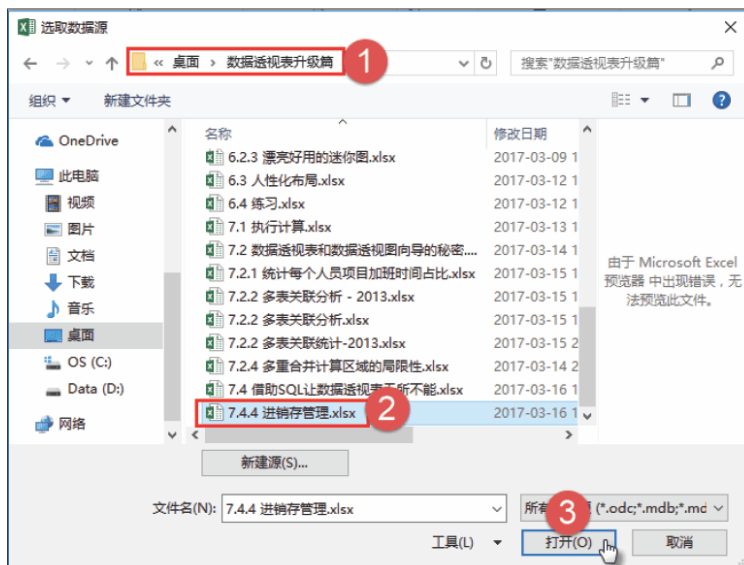 选取数据源
« 桌面 › 数据透视表升级篇
1
搜索"数据透视表升级篇"
组织
新建文件夹
OneDrive
此电脑
视频
图片
文档
下载
音乐
桌面
OS (C:)
Data (D:)
网络
名称 修改日期
6.2.3 漂亮好用的迷你图.xlsx 2017-03-09 1
6.3 人性化布局.xlsx 2017-03-12 1
6.4 练习.xlsx 2017-03-12 1
7.1 执行计算.xlsx 2017-03-13 1
7.2 数据透视表和数据透视图向导的秘密.... 2017-03-14 1
7.2.1 统计每个人员项目加班时间占比.xlsx 2017-03-15 1
7.2.2 多表关联分析 - 2013.xlsx 2017-03-15 1
7.2.2 多表关联分析.xlsx 2017-03-15 1
7.2.2 多表关联统计-2013.xlsx 2017-03-15 2
7.2.4 多重合并计算区域的局限性.xlsx 2017-03-14 2
7.4 借助SQL让数据透视表无所不能.xlsx 2017-03-16 1
7.4.4 进销存管理.xlsx 2017-03-16 1
2
由于 Microsoft Excel
预览器 中出现错误，无
法预览此文件。
新建源(S)...
文件名(N): 7.4.4 进销存管理.xlsx
所有 (*.odc;*.mdb;*.md
3
工具(L)
打开(O)
取消